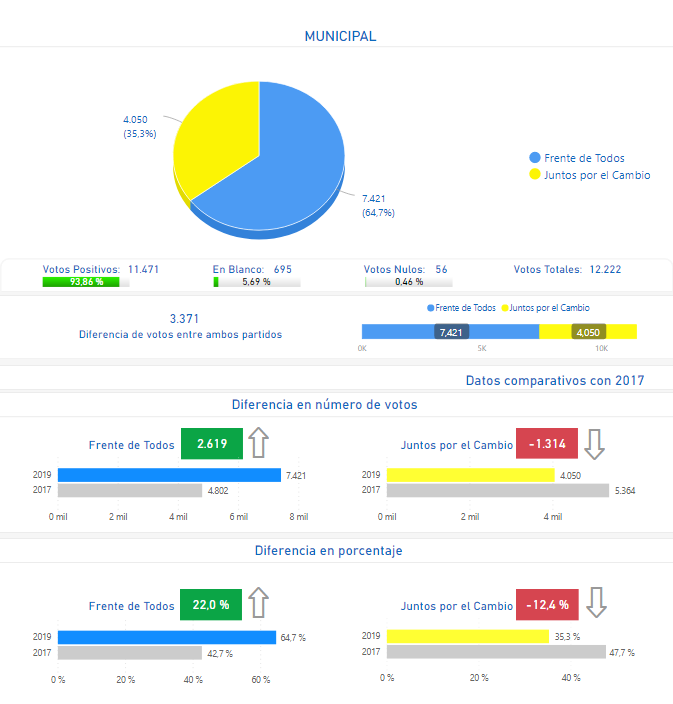 MUNICIPAL
4.050
(35,3%)
7.421
(64,7%)
Frente de Todos
Juntos por el Cambio
Votos Positivos: 11.471
93,86 %
En Blanco: 695
5,69 %
Votos Nulos: 56
0,46 %
Votos Totales: 12.222
3.371
Diferencia de votos entre ambos partidos
Frente de Todos Juntos por el Cambio
7,421 4,050
0K 5K 10K
Datos comparativos con 2017
Diferencia en número de votos
Frente de Todos 2.619
2019 7.421
2017 4.802
0 mil 2 mil 4 mil 6 mil 8 mil
Juntos por el Cambio -1.314
2019 4.050
2017 5.364
0 mil 2 mil 4 mil
Diferencia en porcentaje
Frente de Todos 22,0 %
2019 64,7 %
2017 42,7 %
0 % 20 % 40 % 60 %
Juntos por el Cambio -12,4 %
2019 35,3 %
2017 47,7 %
0 % 20 % 40 %